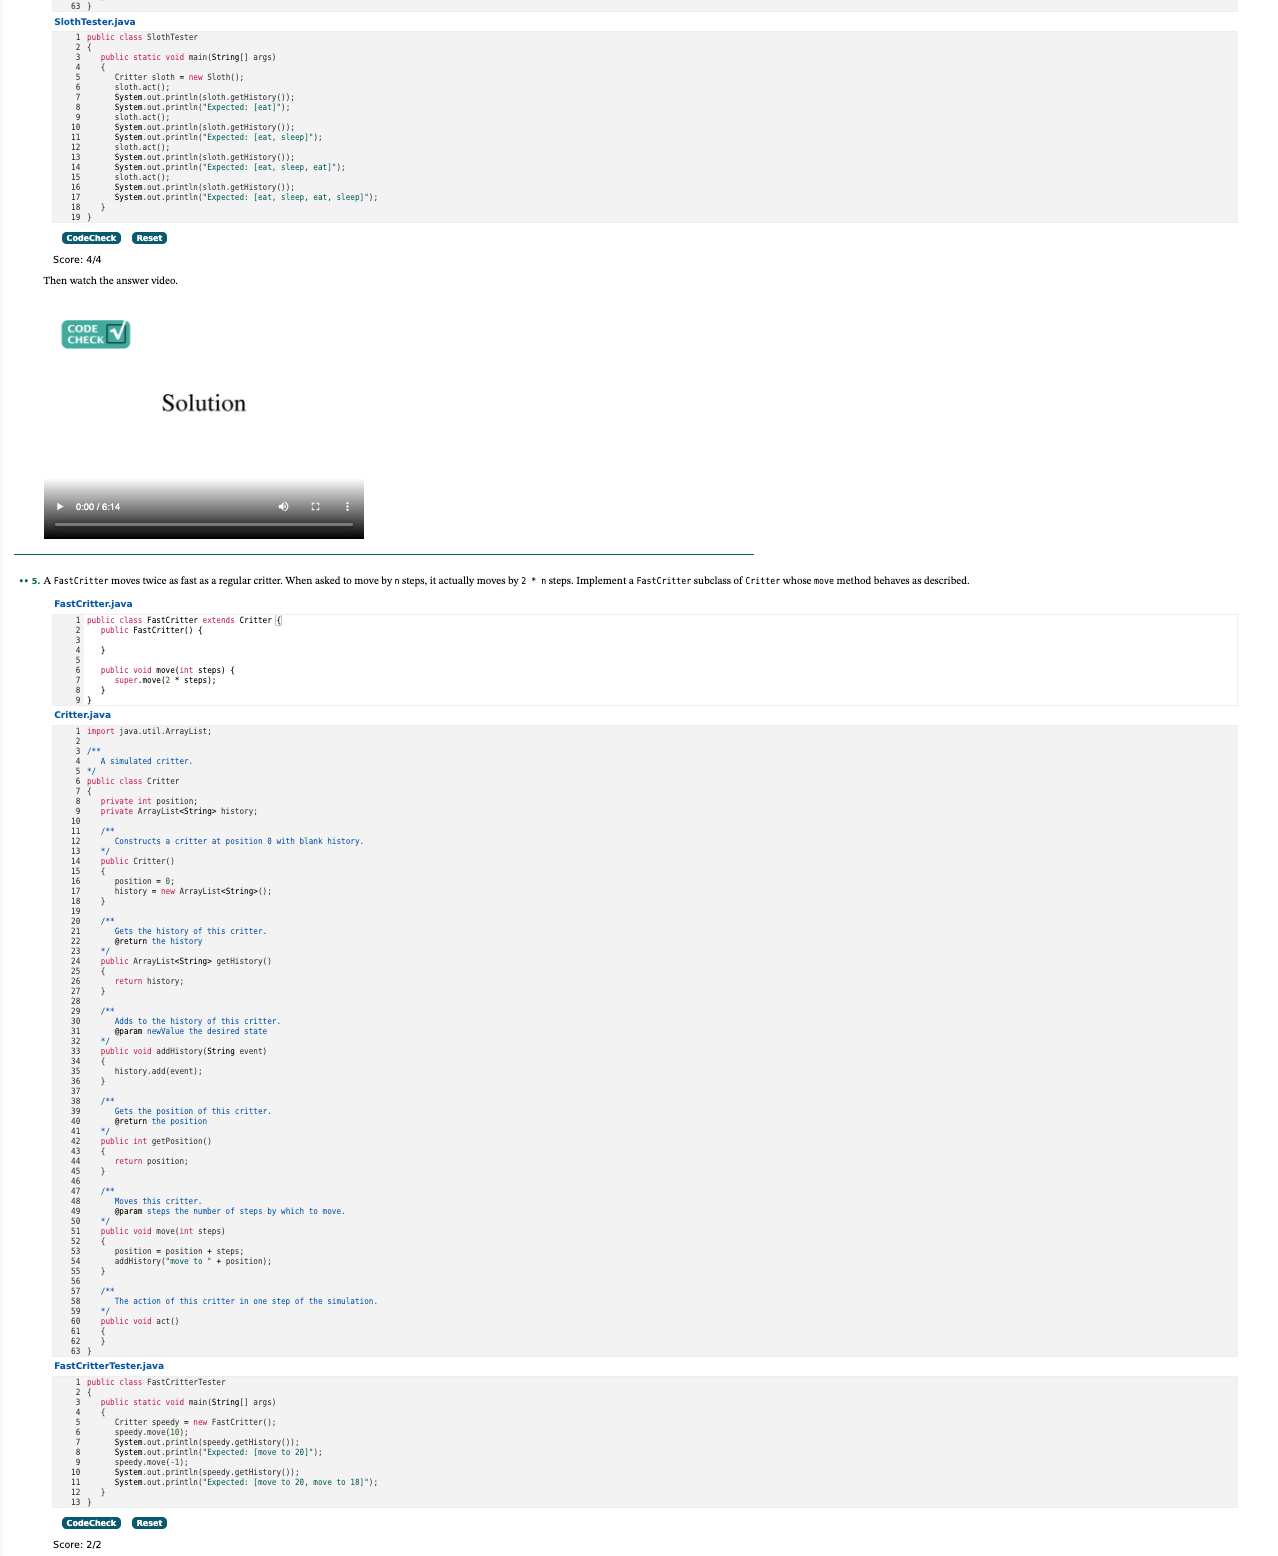 63 }
SlothTester.java
1 public class SlothTester
2 {
3    public static void main(String[] args)
4    {
5       Critter sloth = new Sloth();
6       sloth.act();
7       System.out.println(sloth.getHistory());
8       System.out.println("Expected: [eat]");
9       sloth.act();
10       System.out.println(sloth.getHistory());
11       System.out.println("Expected: [eat, sleep]");
12       sloth.act();
13       System.out.println(sloth.getHistory());
14       System.out.println("Expected: [eat, sleep, eat]");
15       sloth.act();
16       System.out.println(sloth.getHistory());
17       System.out.println("Expected: [eat, sleep, eat, sleep]");
18    }
19 }
CodeCheck Reset
Score: 4/4
Then watch the answer video.
CODE
CHECK
Solution
0:00 / 6:14
•• 5. A FastCritter moves twice as fast as a regular critter. When asked to move by n steps, it actually moves by 2 * n steps. Implement a FastCritter subclass of Critter whose move method behaves as described.
FastCritter.java
1 public class FastCritter extends Critter {
2    public FastCritter() {
3
4    }
5
6    public void move(int steps) {
7       super.move(2 * steps);
8    }
9 }
Critter.java
1 import java.util.ArrayList;
2
3 /**
4    A simulated critter.
5 */
6 public class Critter
7 {
8    private int position;
9    private ArrayList<String> history;
10
11    /**
12       Constructs a critter at position 0 with blank history.
13    */
14    public Critter()
15    {
16       position = 0;
17       history = new ArrayList<String>();
18    }
19
20    /**
21       Gets the history of this critter.
22       @return the history
23    */
24    public ArrayList<String> getHistory()
25    {
26       return history;
27    }
28
29    /**
30       Adds to the history of this critter.
31       @param newValue the desired state
32    */
33    public void addHistory(String event)
34    {
35       history.add(event);
36    }
37
38    /**
39       Gets the position of this critter.
40       @return the position
41    */
42    public int getPosition()
43    {
44       return position;
45    }
46
47    /**
48       Moves this critter.
49       @param steps the number of steps by which to move.
50    */
51    public void move(int steps)
52    {
53       position = position + steps;
54       addHistory("move to " + position);
55    }
56
57    /**
58       The action of this critter in one step of the simulation.
59    */
60    public void act()
61    {
62    }
63 }
FastCritterTester.java
1 public class FastCritterTester
2 {
3    public static void main(String[] args)
4    {
5       Critter speedy = new FastCritter();
6       speedy.move(10);
7       System.out.println(speedy.getHistory());
8       System.out.println("Expected: [move to 20]");
9       speedy.move(-1);
10       System.out.println(speedy.getHistory());
11       System.out.println("Expected: [move to 20, move to 18]");
12    }
13 }
CodeCheck Reset
Score: 2/2